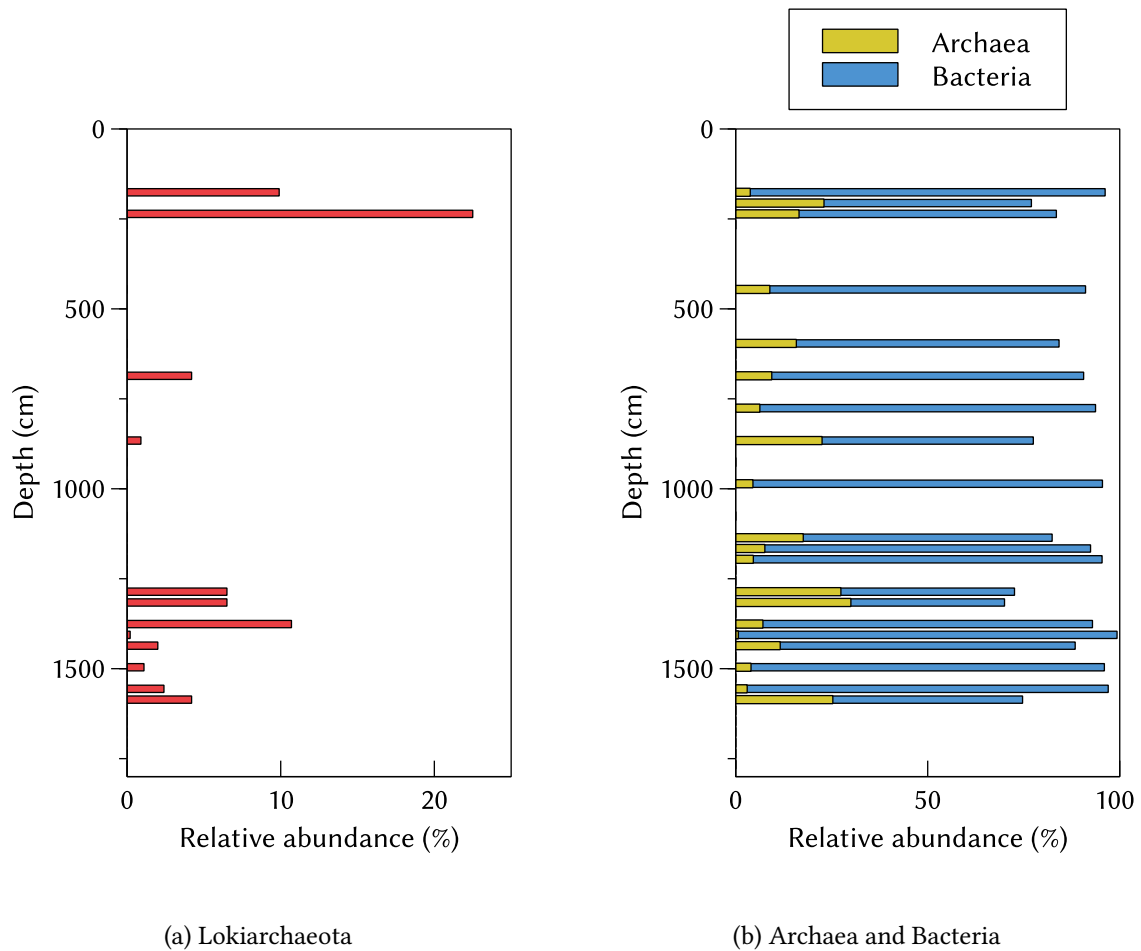 Archaea
Bacteria
0
500
1000
1500
Depth (cm)
0 10 20
Relative abundance (%)
(a) Lokiarchaeota
0
500
1000
1500
Depth (cm)
0 50 100
Relative abundance (%)
(b) Archaea and Bacteria